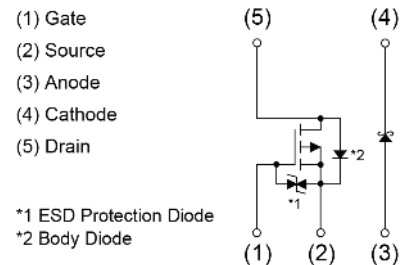 (1) Gate
(2) Source
(3) Anode
(4) Cathode
(5) Drain
*1 ESD Protection Diode
*2 Body Diode
(5) (4)
*2
*1
(1) (2) (3)